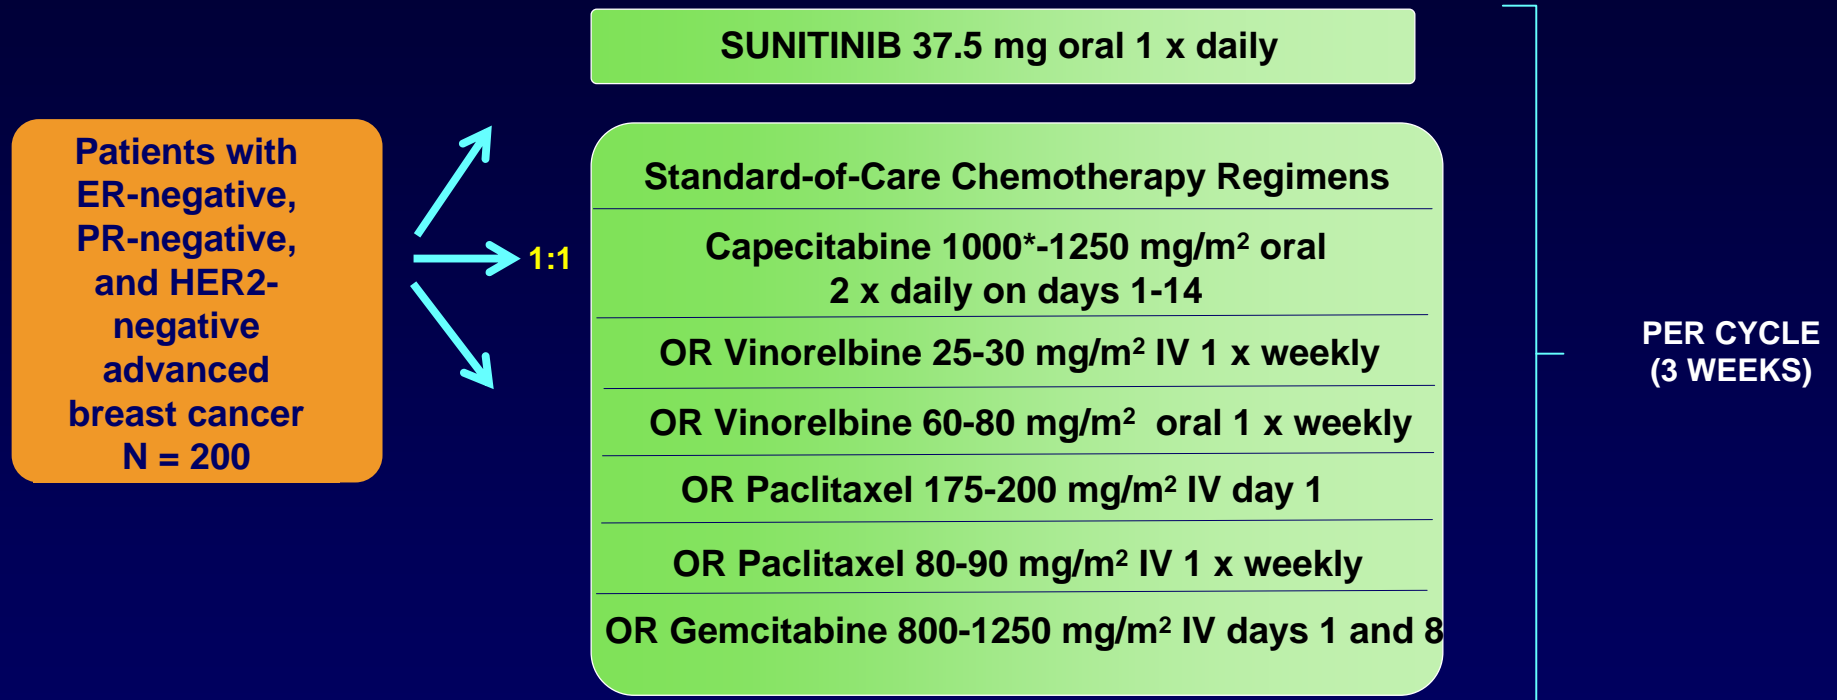 SUNITINIB 37.5 mg oral 1 x daily
Patients with
ER-negative,
PR-negative,
and HER2-
negative
advanced
breast cancer
N = 200
1:1
Standard-of-Care Chemotherapy Regimens
Capecitabine 1000*-1250 mg/m² oral
2 x daily on days 1-14
OR Vinorelbine 25-30 mg/m² IV 1 x weekly
OR Vinorelbine 60-80 mg/m² oral 1 x weekly
OR Paclitaxel 175-200 mg/m² IV day 1
OR Paclitaxel 80-90 mg/m² IV 1 x weekly
OR Gemcitabine 800-1250 mg/m² IV days 1 and 8
PER CYCLE
(3 WEEKS)